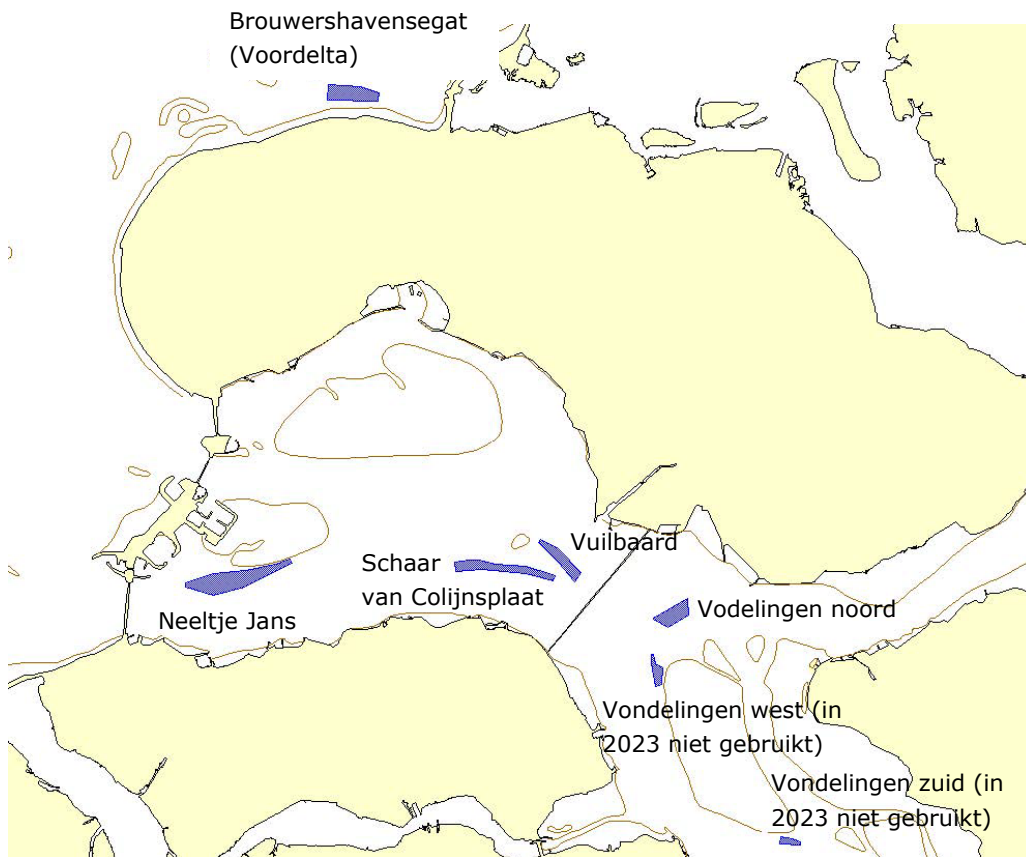 Brouwershavensegat
(Voordelta)
Vuilbaard
Schaar
van Colijnsplaat
Neeltje Jans
Vodelingen noord
Vondelingen west (in
2023 niet gebruikt)
Vondelingen zuid (in
2023 niet gebruikt)